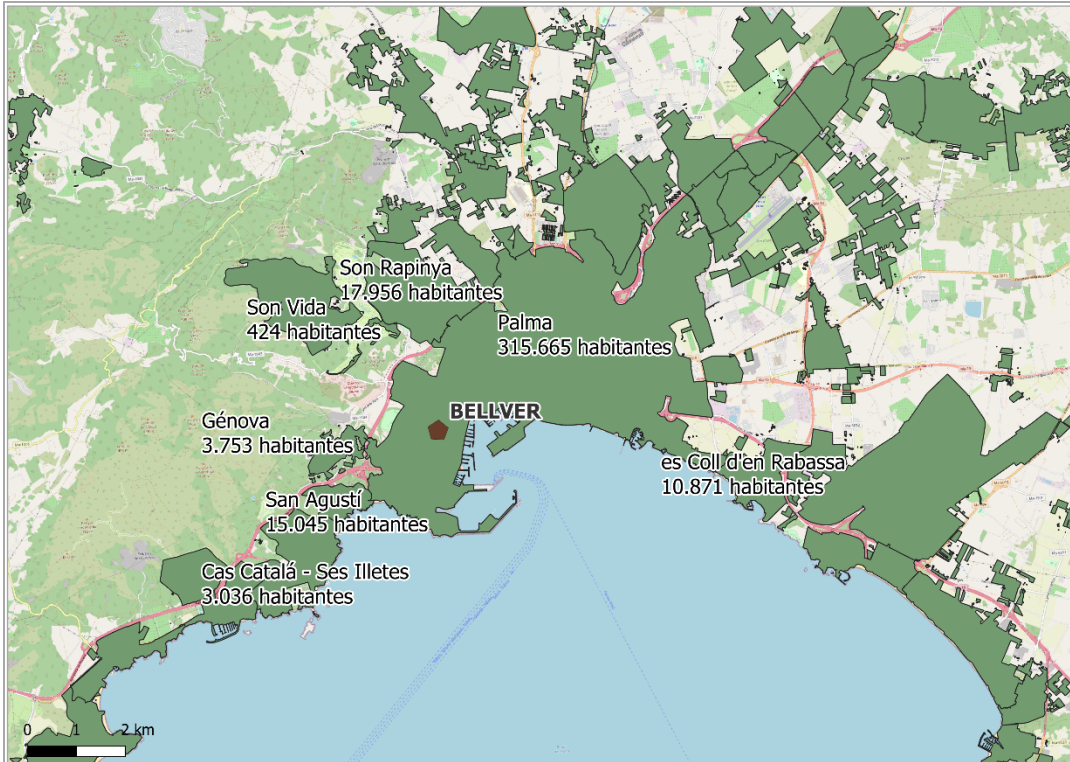 Son Rapinya
17.956 habitantes
Son Vida
424 habitantes
Palma
315.665 habitantes
BELLVER
Génova
3.753 habitantes
es Coll d'en Rabassa
10.871 habitantes
San Agustí
15.045 habitantes
Cas Catalá - Ses Illetes
3.036 habitantes
0 1 2 km